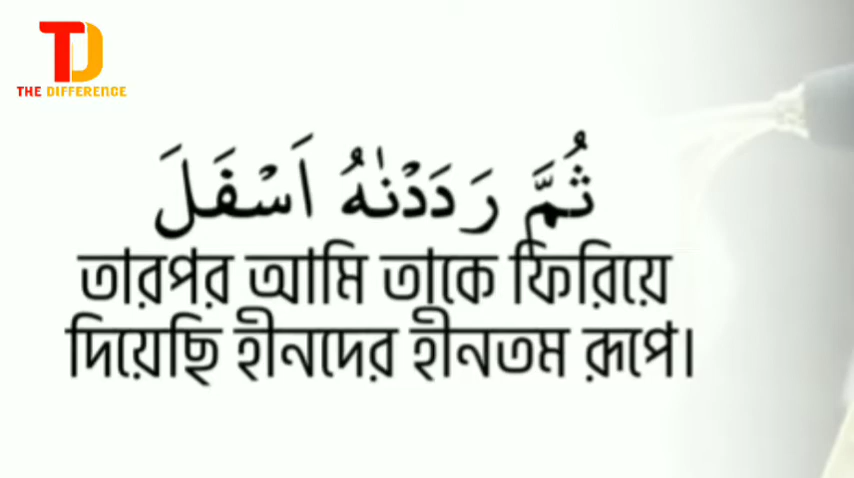 TD
THE DIFFERENCE
ثُمَّ رَدَدْنٰهُ اَسْفَلَ
তারপর আমি তাকে ফিরিয়ে
দিয়েছি হীনদের হীনতম রূপে।